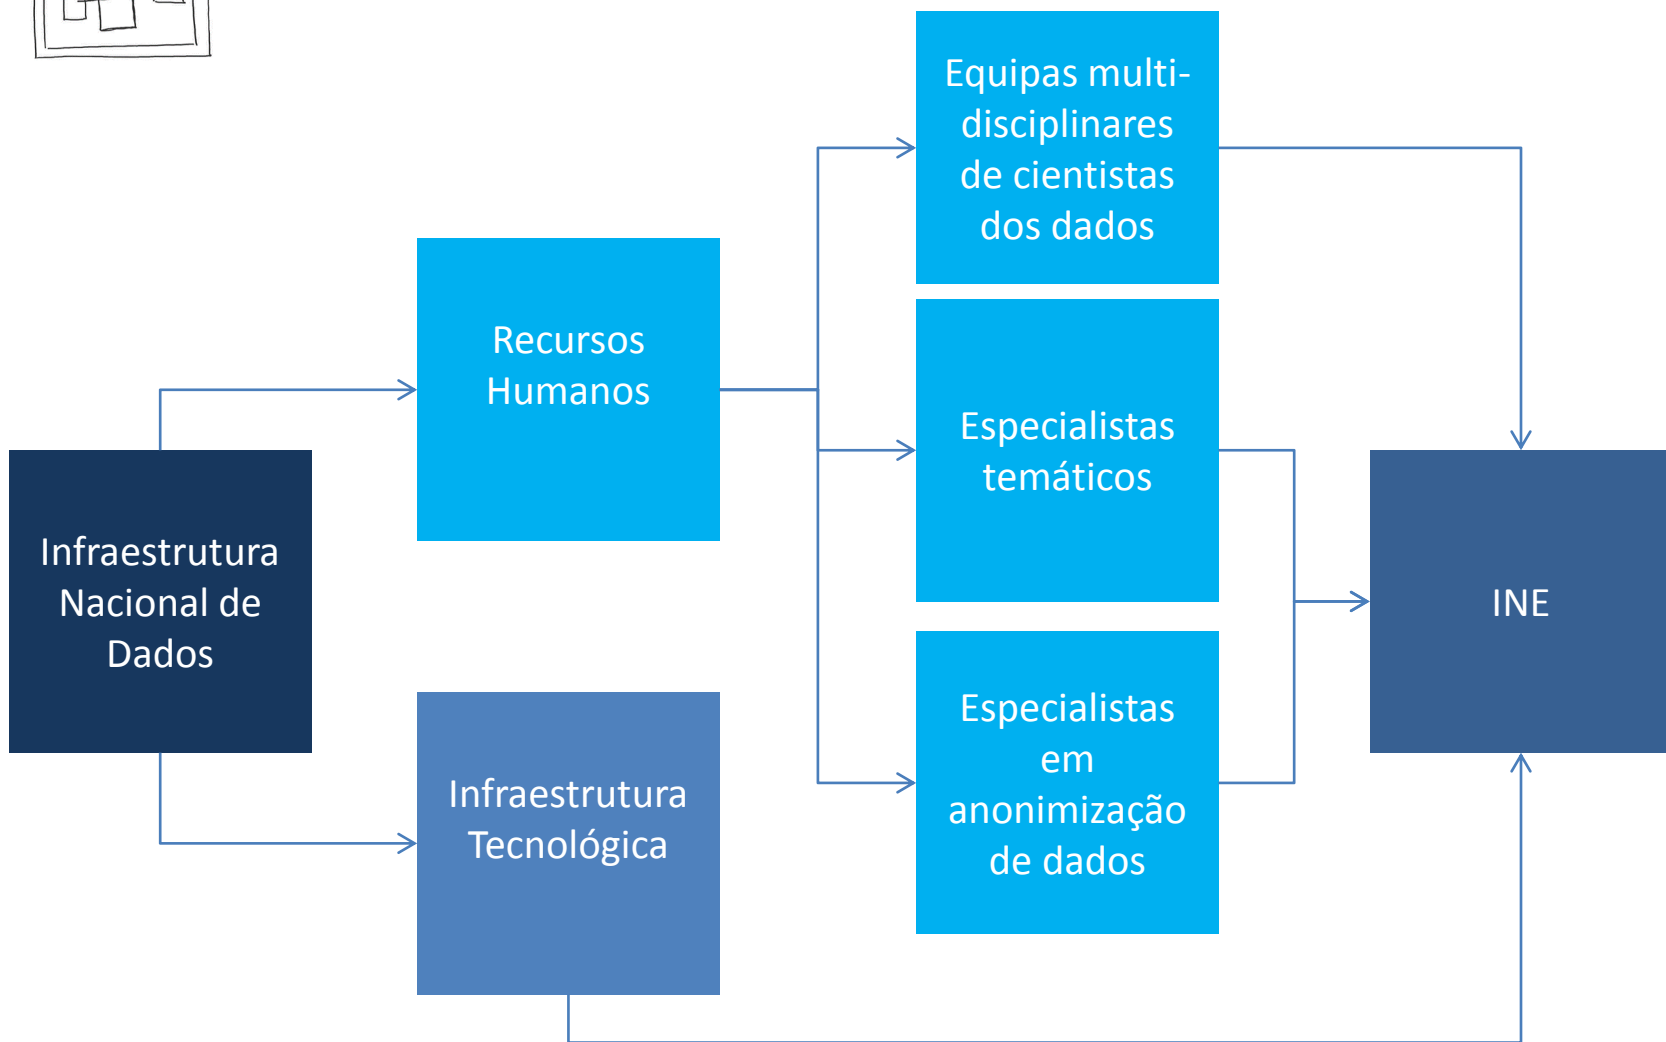 Equipas multi-
disciplinares
de cientistas
dos dados
Recursos
Humanos
Especialistas
temáticos
Infraestrutura
Nacional de
Dados
INE
Especialistas
em
anonimização
de dados
Infraestrutura
Tecnológica